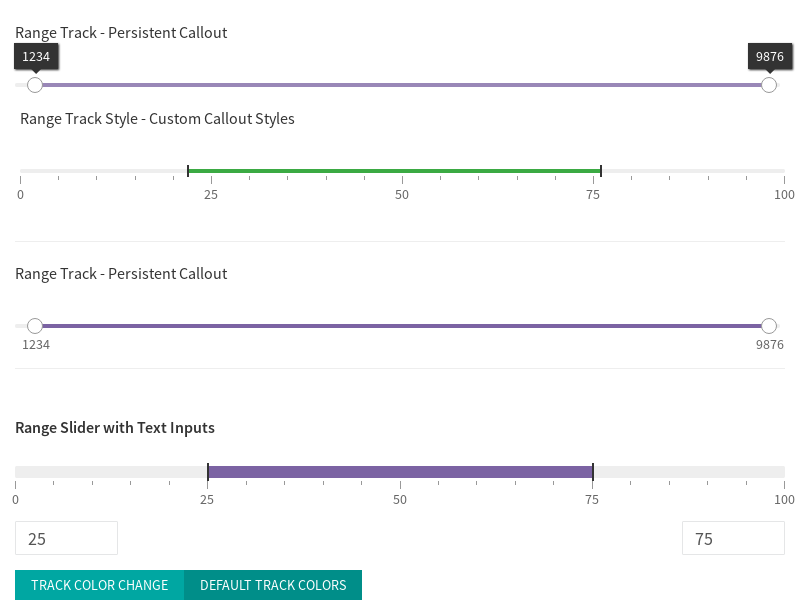 Range Track - Persistent Callout
1234 9876
Range Track Style - Custom Callout Styles
0 25 50 75 100
Range Track - Persistent Callout
1234 9876
Range Slider with Text Inputs
0 25 50 75 100
25 75
TRACK COLOR CHANGE DEFAULT TRACK COLORS